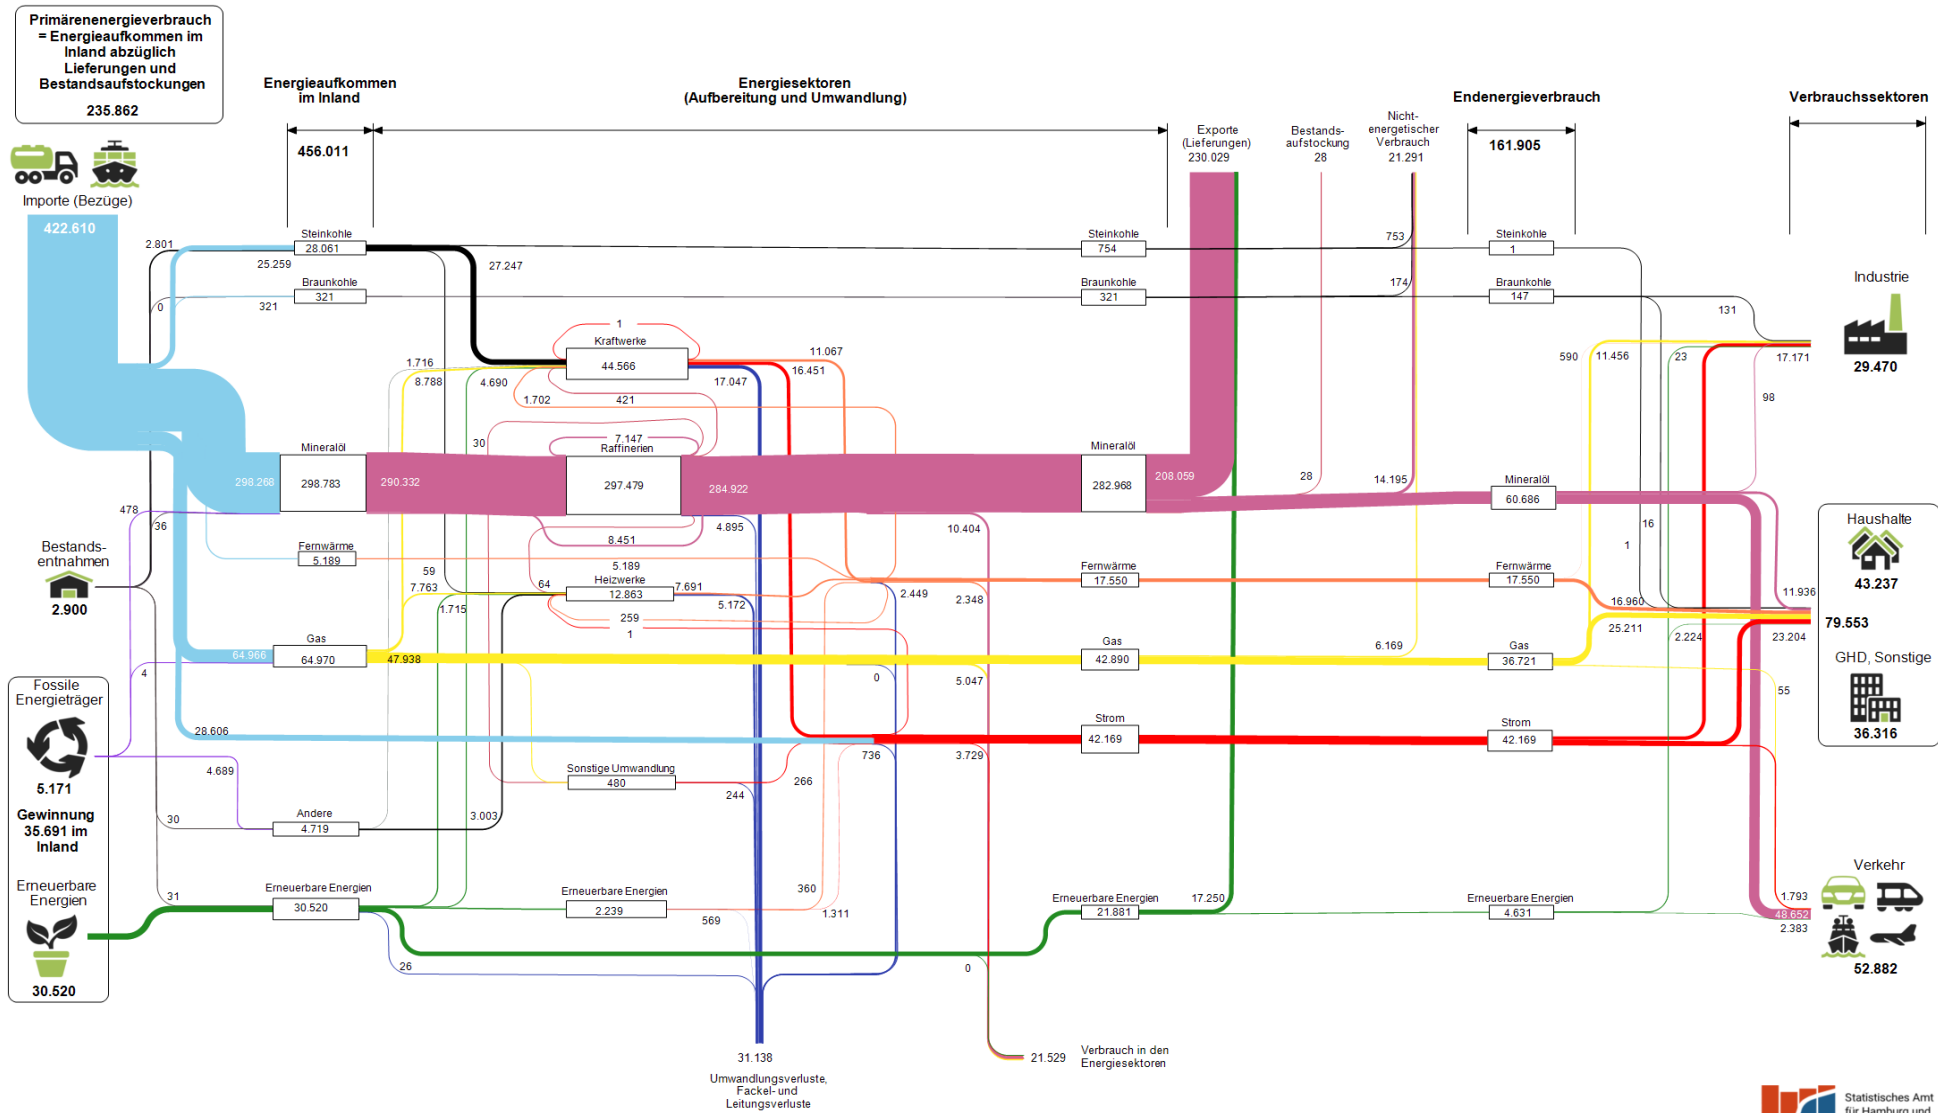 Primärenenergieverbrauch
= Energieaufkommen im
Inland abzüglich
Lieferungen und
Bestandsaufstockungen
235.862
Energieaufkommen
im Inland
456.011
Energiesektoren
(Aufbereitung und Umwandlung)
Endenergieverbrauch
161.905
Verbrauchssektoren
Exporte
(Lieferungen)
230.029
Bestands-
aufstockung
28
Nicht-
energetischer
Verbrauch
21.291
Importe (Bezüge)
422.610
2.801
25.259
0
321
Steinkohle
28.061
27.247
Braunkohle
321
Steinkohle
754
753
Braunkohle
321
174
Steinkohle
1
Braunkohle
147
131
Industrie
17.171
29.470
1
Kraftwerke
44.566
1.716
8.788
4.690
11.067
16.451
17.047
1.702
421
590
11.456
23
98
30
7.147
Raffinerien
297.479
Mineralöl
298.783
298.268
290.332
284.922
4.895
8.451
10.404
Mineralöl
282.968
208.059
28
14.195
Mineralöl
60.686
478
36
Bestands-
entnahmen
2.900
Fernwärme
5.189
5.189
59
7.763
1.715
64
Heizwerke
12.863
7.691
5.172
259
1
2.449
2.348
Fernwärme
17.550
Fernwärme
17.550
16
1
16.960
11.936
25.211
2.224
23.204
Haushalte
43.237
79.553
GHD, Sonstige
36.316
Gas
64.970
64.966
47.938
4
0
5.047
Gas
42.890
6.169
Gas
36.721
55
Fossile
Energieträger
5.171
Gewinnung
35.691 im
Inland
Erneuerbare
Energien
30.520
28.606
4.689
Strom
42.169
Strom
42.169
736
3.729
Sonstige Umwandlung
480
244
266
Andere
4.719
3.003
30
31
Erneuerbare Energien
30.520
Erneuerbare Energien
2.239
569
360
1.311
26
0
Erneuerbare Energien
21.881
17.250
Erneuerbare Energien
4.631
Verkehr
1.793
48.652
2.383
52.882
31.138
Umwandlungsverluste,
Fackel- und
Leitungsverluste
21.529
Verbrauch in den
Energiesektoren
Statistisches Amt
für Hamburg und